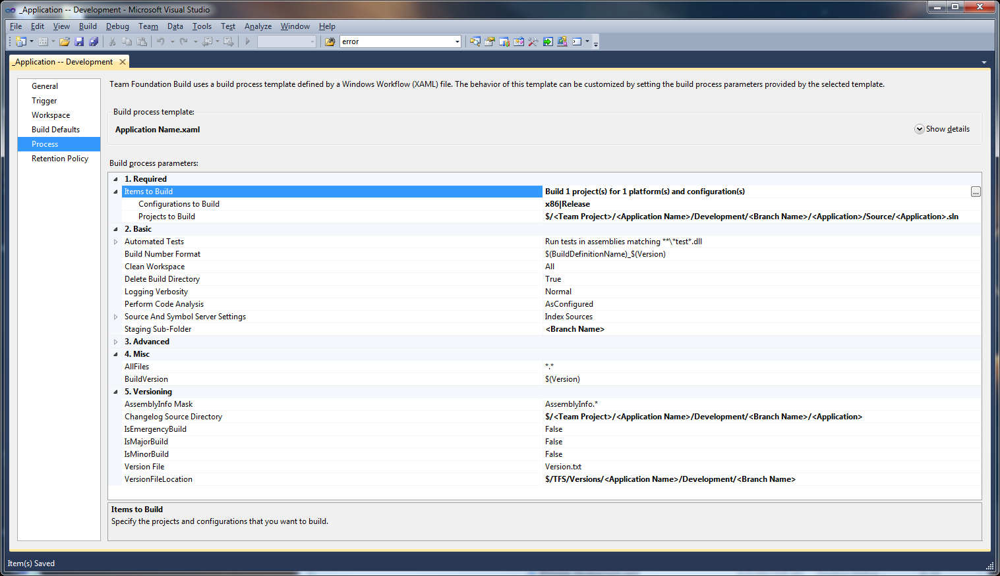 _Application -- Development - Microsoft Visual Studio
File Edit View Build Debug Team Data Tools Test Analyze Window Help
error
_Application -- Development
General
Trigger
Workspace
Build Defaults
Process
Retention Policy
Team Foundation Build uses a build process template defined by a Windows Workflow (XAML) file. The behavior of this template can be customized by setting the build process parameters provided by the selected template.
Build process template:
Application Name.xaml
Show details
Build process parameters:
1. Required
Items to Build Build 1 project(s) for 1 platform(s) and configuration(s) ...
Configurations to Build x86|Release
Projects to Build $/<Team Project>/<Application Name>/Development/<Branch Name>/<Application>/Source/<Application>.sln
2. Basic
Automated Tests Run tests in assemblies matching **\*test*.dll
Build Number Format $(BuildDefinitionName)_$(Version)
Clean Workspace All
Delete Build Directory True
Logging Verbosity Normal
Perform Code Analysis AsConfigured
Source And Symbol Server Settings Index Sources
Staging Sub-Folder <Branch Name>
3. Advanced
4. Misc
AllFiles *.*
BuildVersion $(Version)
5. Versioning
AssemblyInfo Mask AssemblyInfo.*
Changelog Source Directory $/<Team Project>/<Application Name>/Development/<Branch Name>/<Application>
IsEmergencyBuild False
IsMajorBuild False
IsMinorBuild False
Version File Version.txt
VersionFileLocation $/TFS/Versions/<Application Name>/Development/<Branch Name>
Items to Build
Specify the projects and configurations that you want to build.
Item(s) Saved